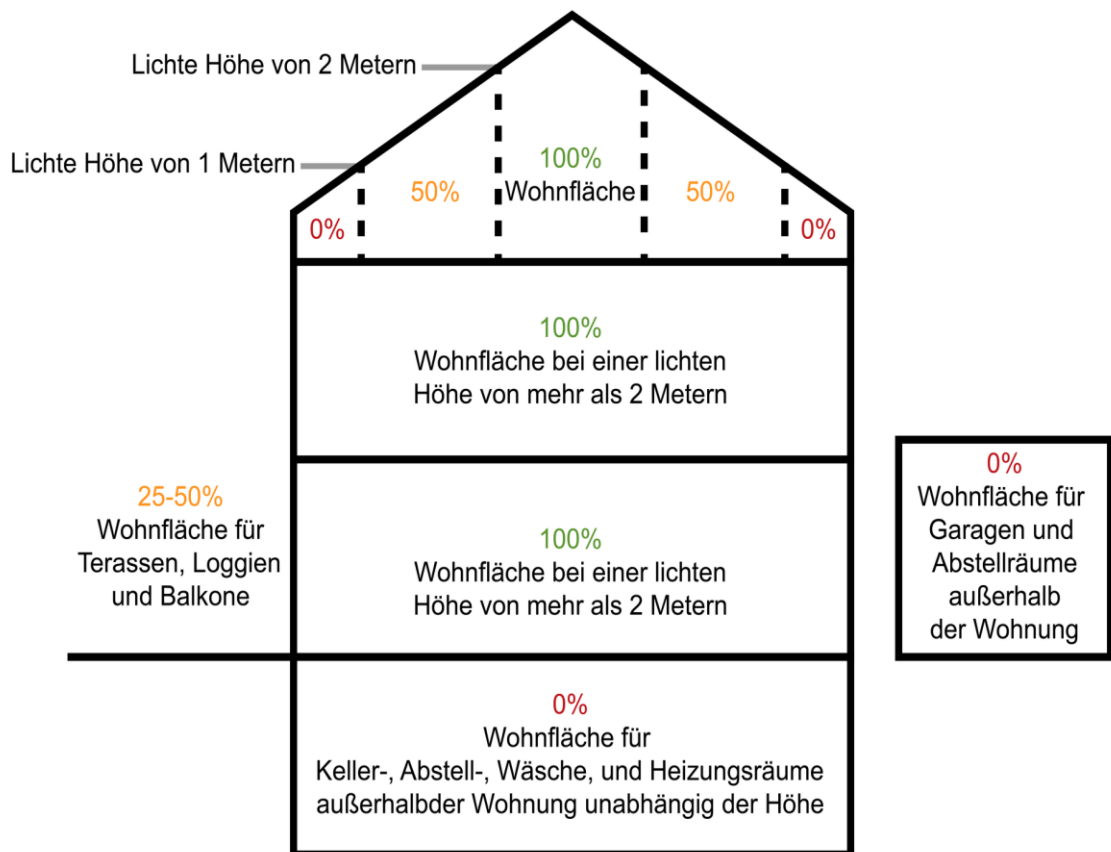 Lichte Höhe von 2 Metern
Lichte Höhe von 1 Metern
100%
Wohnfläche
50%
50%
0%
0%
100%
Wohnfläche bei einer lichten
Höhe von mehr als 2 Metern
25-50%
Wohnfläche für
Terassen, Loggien
und Balkone
100%
Wohnfläche bei einer lichten
Höhe von mehr als 2 Metern
0%
Wohnfläche für
Garagen und
Abstellräume
außerhalb
der Wohnung
0%
Wohnfläche für
Keller-, Abstell-, Wäsche, und Heizungsräume
außerhalbder Wohnung unabhängig der Höhe